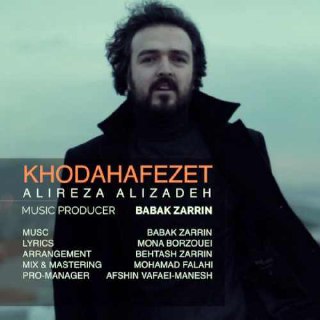 KHODAHAFEZET
ALIREZA ALIZADEH
MUSIC PRODUCER BABAK ZARRIN
MUSC BABAK ZARRIN
LYRICS MONA BORZOUEI
ARRANGEMENT BEHTASH ZARRIN
MIX & MASTERING MOHAMAD FALAHI
PRO-MANAGER AFSHIN VAFAEI-MANESH